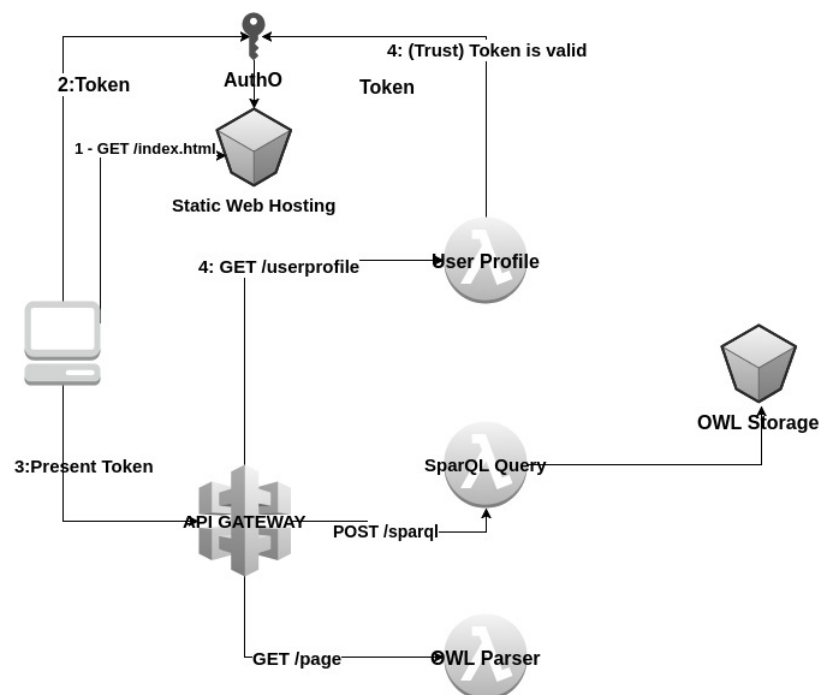 4: (Trust) Token is valid
AuthO
2:Token
Token
1 - GET /index.html
Static Web Hosting
4: GET /userprofile
User Profile
OWL Storage
3:Present Token
SparQL Query
API GATEWAY
POST /sparql
GET /page
OWL Parser